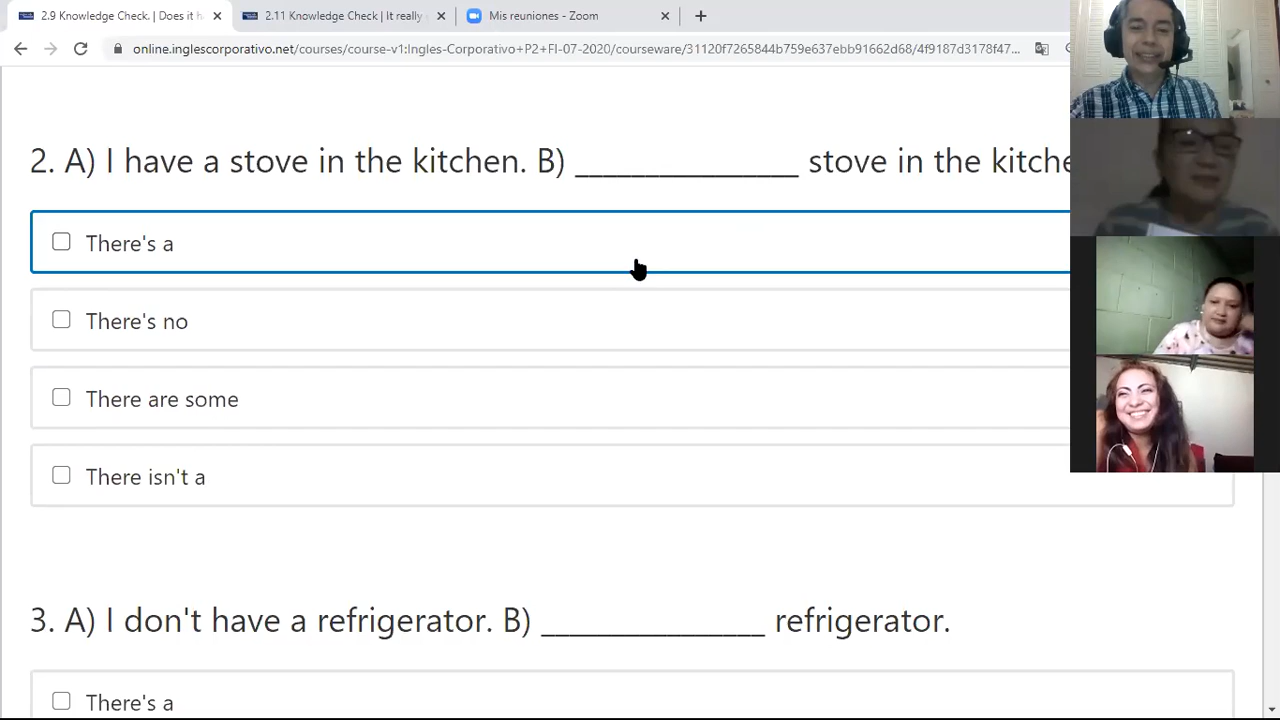 2.9 Knowledge Check. | Does it h
2.11 Knowledge Check | It really
Mis reuniones - Zoom
online.inglescorporativo.net/courses/course-v1:Ingles-Corporativo+P2+FI-07-2020/courseware/31120f7265844b759e637ebb91662d68/4f9187d3178f47...
2. A) I have a stove in the kitchen. B) ________________ stove in the kitche
There's a
There's no
There are some
There isn't a
3. A) I don't have a refrigerator. B) ________________ refrigerator.
There's a